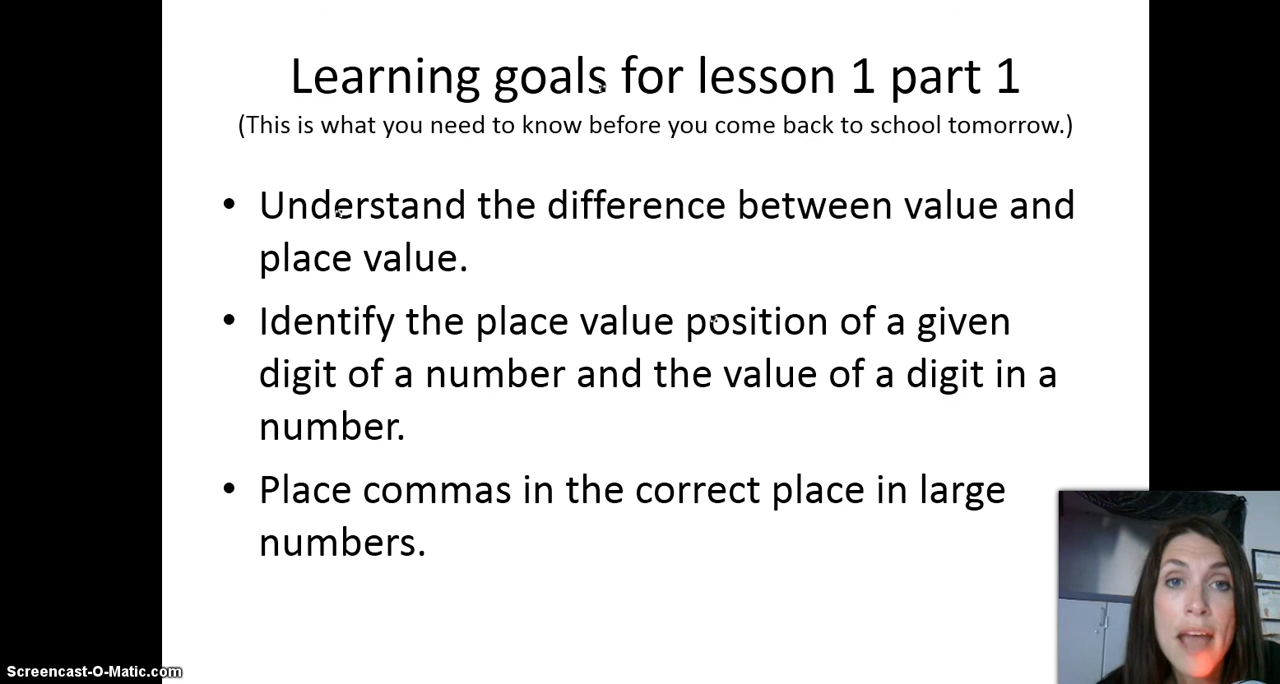 Learning goals for lesson 1 part 1
(This is what you need to know before you come back to school tomorrow.)
• Understand the difference between value and
place value.
• Identify the place value position of a given
digit of a number and the value of a digit in a
number.
• Place commas in the correct place in large
numbers.
Screencast-O-Matic.com